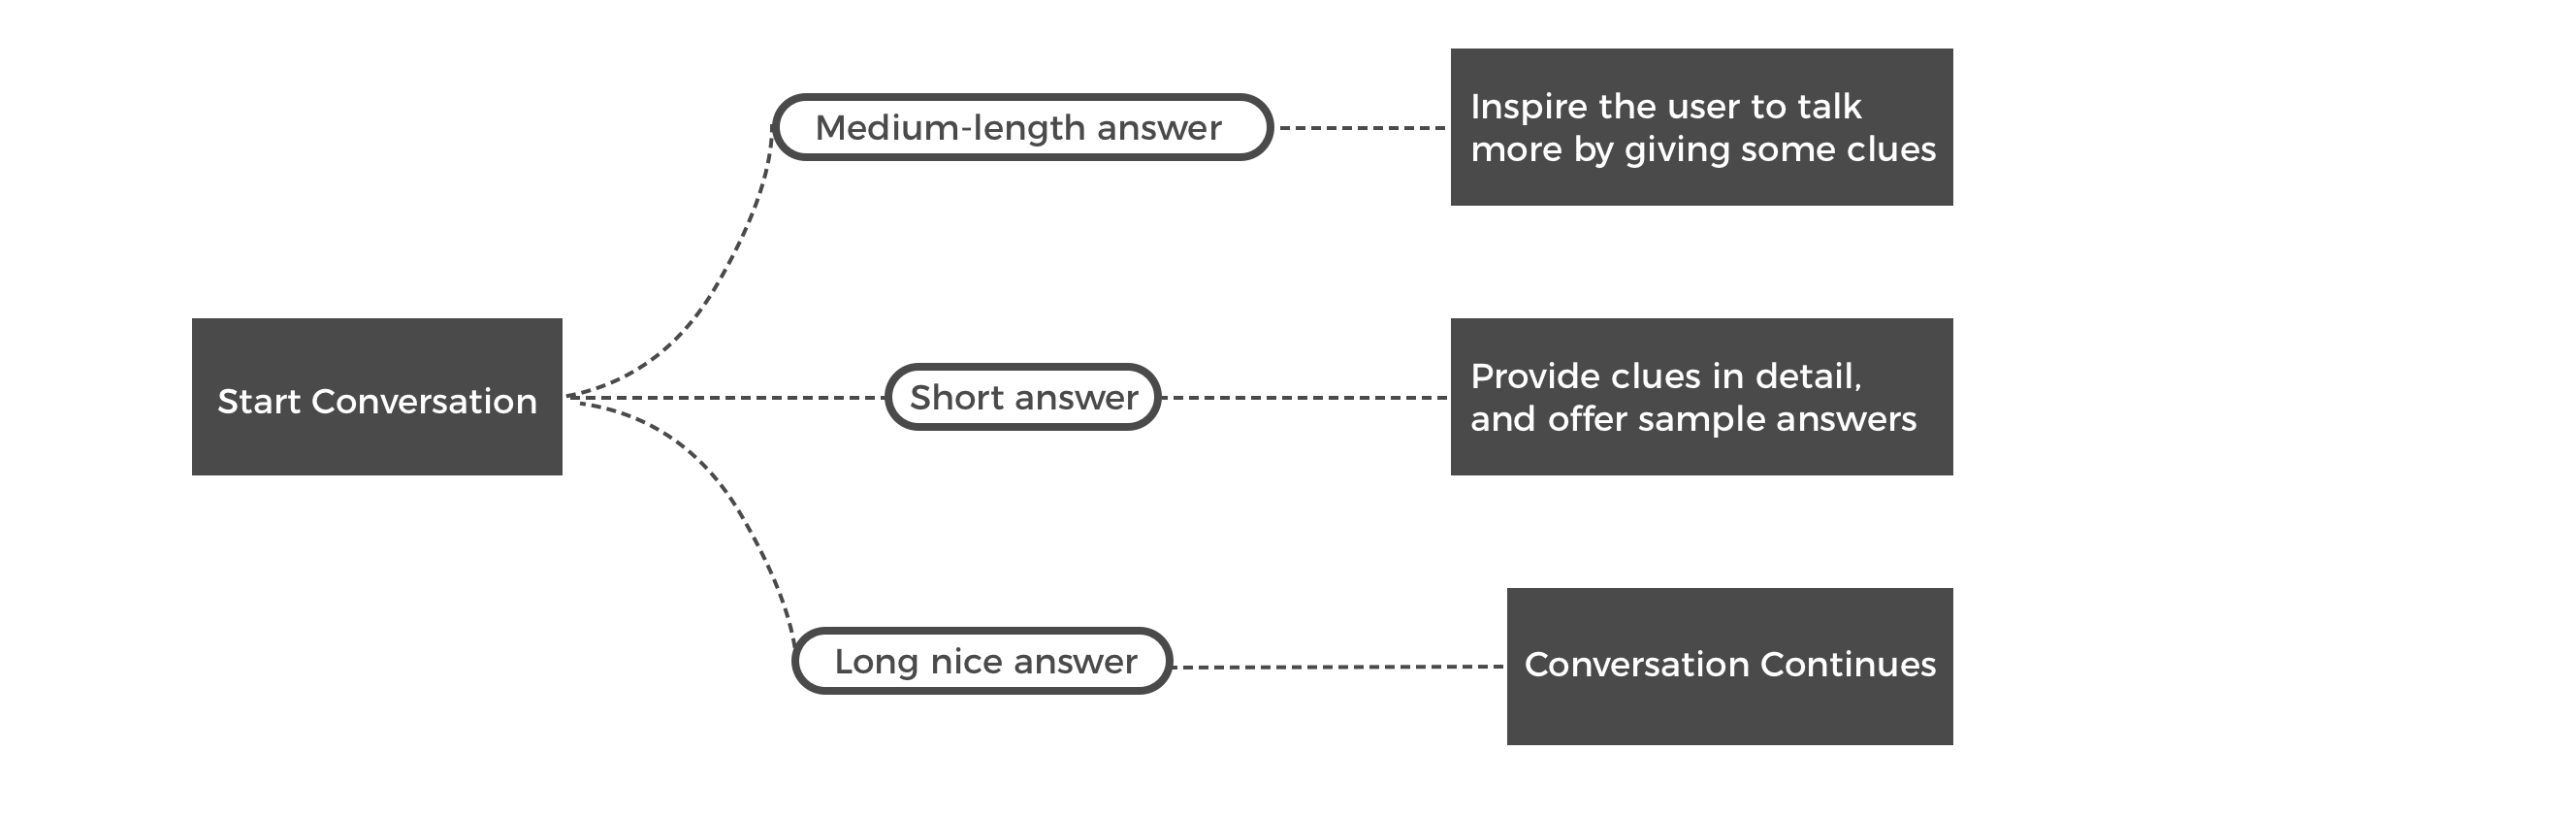 Start Conversation
Medium-length answer
Inspire the user to talk
more by giving some clues
Short answer
Provide clues in detail,
and offer sample answers
Long nice answer
Conversation Continues